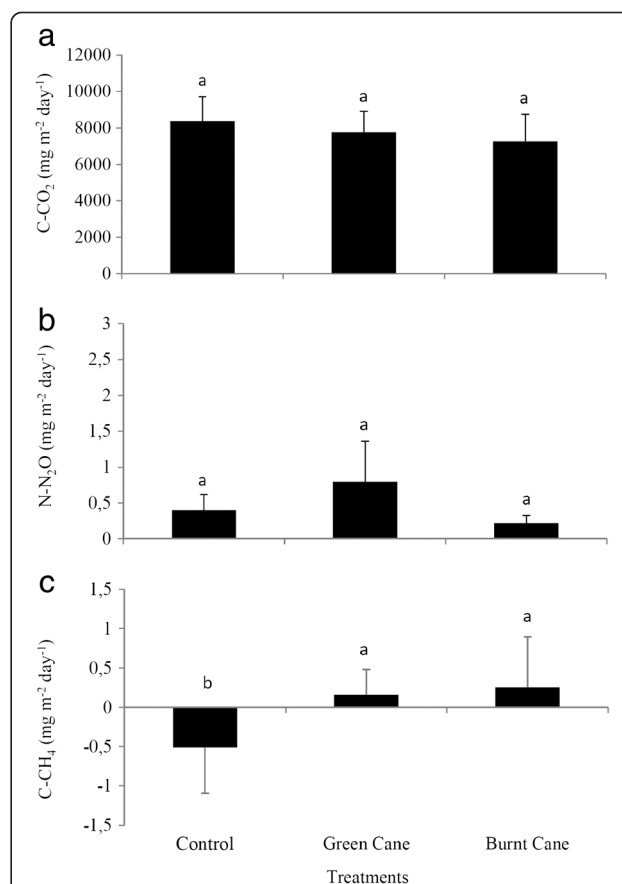 a
12000
10000
8000
6000
4000
2000
0
C-CO₂ (mg m⁻² day⁻¹)
a
a
a
b
3
2,5
2
1,5
1
0,5
0
N-N₂O (mg m⁻² day⁻¹)
a
a
a
c
1,5
1
0,5
0
-0,5
-1
-1,5
C-CH₄ (mg m⁻² day⁻¹)
b
a
a
Control Green Cane Burnt Cane
Treatments